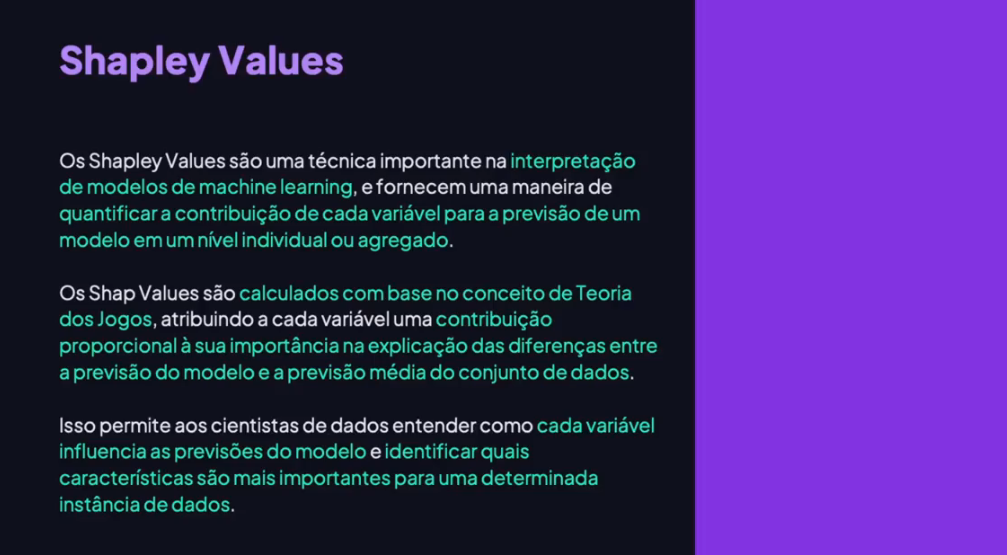 Shapley Values
Os Shapley Values são uma técnica importante na interpretação
de modelos de machine learning, e fornecem uma maneira de
quantificar a contribuição de cada variável para a previsão de um
modelo em um nível individual ou agregado.
Os Shap Values são calculados com base no conceito de Teoria
dos Jogos, atribuindo a cada variável uma contribuição
proporcional à sua importância na explicação das diferenças entre
a previsão do modelo e a previsão média do conjunto de dados.
Isso permite aos cientistas de dados entender como cada variável
influencia as previsões do modelo e identificar quais
características são mais importantes para uma determinada
instância de dados.